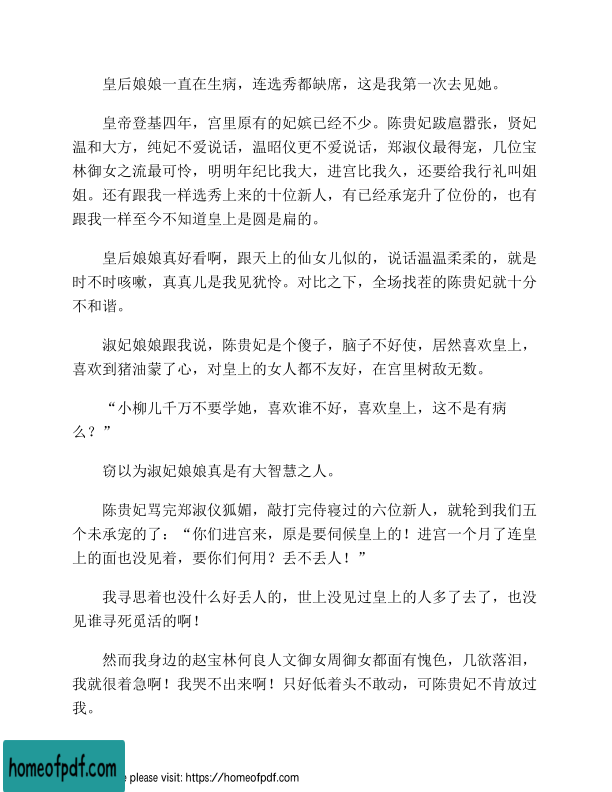 皇后娘娘一直在生病，连选秀都缺席，这是我第一次去见她。
皇帝登基四年，宫里原有的妃嫔已经不少。陈贵妃跋扈嚣张，贤妃
温和大方，纯妃不爱说话，温昭仪更不爱说话，郑淑仪最得宠，几位宝
林御女之流最可怜，明明年纪比我大，进宫比我久，还要给我行礼叫姐
姐。还有跟我一样选秀上来的十位新人，有已经承宠升了位份的，也有
跟我一样至今不知道皇上是圆是扁的。
皇后娘娘真好看啊，跟天上的仙女儿似的，说话温温柔柔的，就是
时不时咳嗽，真真儿是我见犹怜。对比之下，全场找茬的陈贵妃就十分
不和谐。
淑妃娘娘跟我说，陈贵妃是个傻子，脑子不好使，居然喜欢皇上，
喜欢到猪油蒙了心，对皇上的女人都不友好，在宫里树敌无数。
“小柳儿千万不要学她，喜欢谁不好，喜欢皇上，这不是有病
么？”
窃以为淑妃娘娘真是有大智慧之人。
陈贵妃骂完郑淑仪狐媚，敲打完侍寝过的六位新人，就轮到我们五
个未承宠的了：“你们进宫来，原是要伺候皇上的！进宫一个月了连皇
上的面也没见着，要你们何用？丢不丢人！”
我寻思着也没什么好丢人的，世上没见过皇上的人多了去了，也没
见谁寻死觅活的啊！
然而我身边的赵宝林何良人文御女周御女都面有愧色，几欲落泪，
我就很着急啊！我哭不出来啊！只好低着头不敢动，可陈贵妃不肯放过
我。
homeofpdf.com
e please visit: https://homeofpdf.com